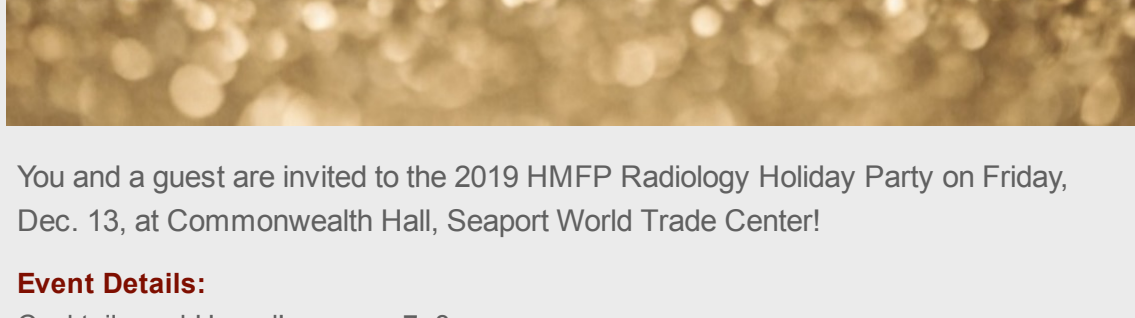 You and a guest are invited to the 2019 HMFP Radiology Holiday Party on Friday,
Dec. 13, at Commonwealth Hall, Seaport World Trade Center!
Event Details: